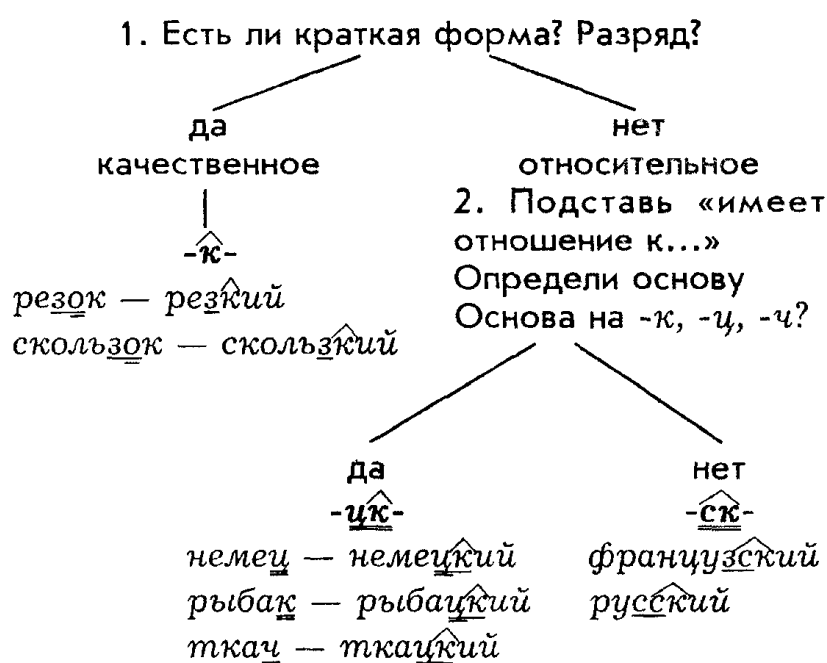 1. Есть ли краткая форма? Разряд?
да
качественное
-к-
резок — резкий
скользок — скользкий
нет
относительное
2. Подставь «имеет
отношение к...»
Определи основу
Основа на -к, -ц, -ч?
да
-цк-
немец — немецкий
рыбак — рыбацкий
ткач — ткацкий
нет
-ск-
французский
русский